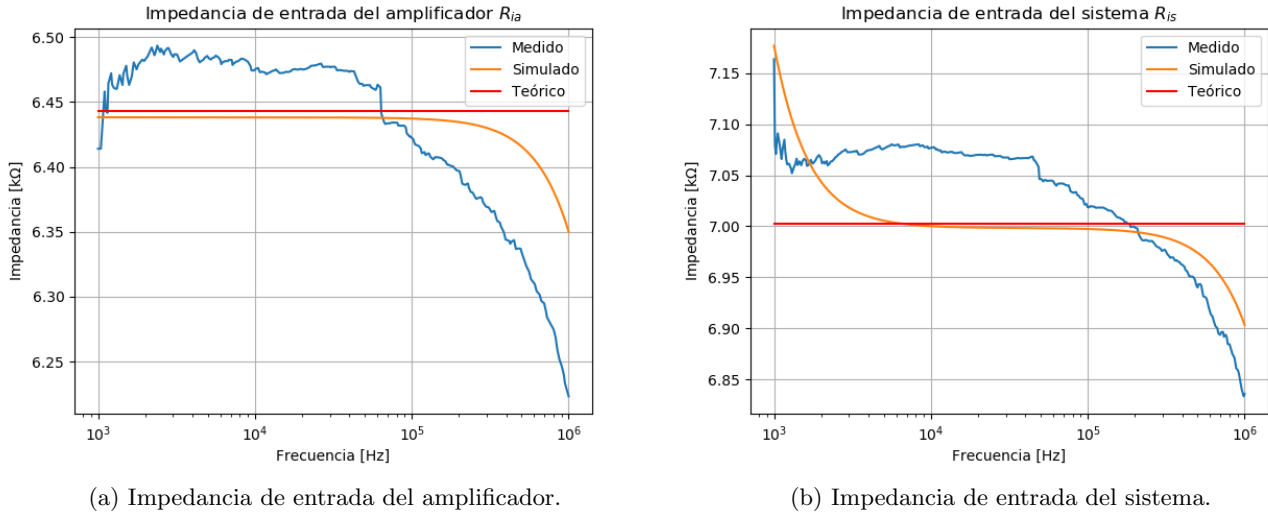 Impedancia de entrada del amplificador R_ia
Impedancia [kΩ]
6.50
6.45
6.40
6.35
6.30
6.25
Medido
Simulado
Teórico
10^3
10^4
10^5
10^6
Frecuencia [Hz]
(a) Impedancia de entrada del amplificador.
Impedancia de entrada del sistema R_is
Impedancia [kΩ]
7.15
7.10
7.05
7.00
6.95
6.90
6.85
Medido
Simulado
Teórico
10^3
10^4
10^5
10^6
Frecuencia [Hz]
(b) Impedancia de entrada del sistema.